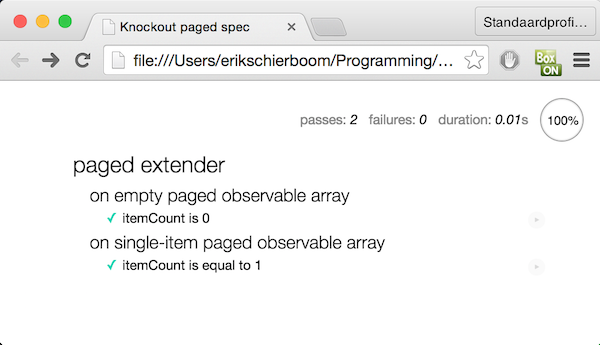 Knockout paged spec
Standaardprofi...
file:///Users/erikschierboom/Programming/...
Box
ON
passes: 2 failures: 0 duration: 0.01s 100%
paged extender
on empty paged observable array
✓ itemCount is 0
on single-item paged observable array
✓ itemCount is equal to 1